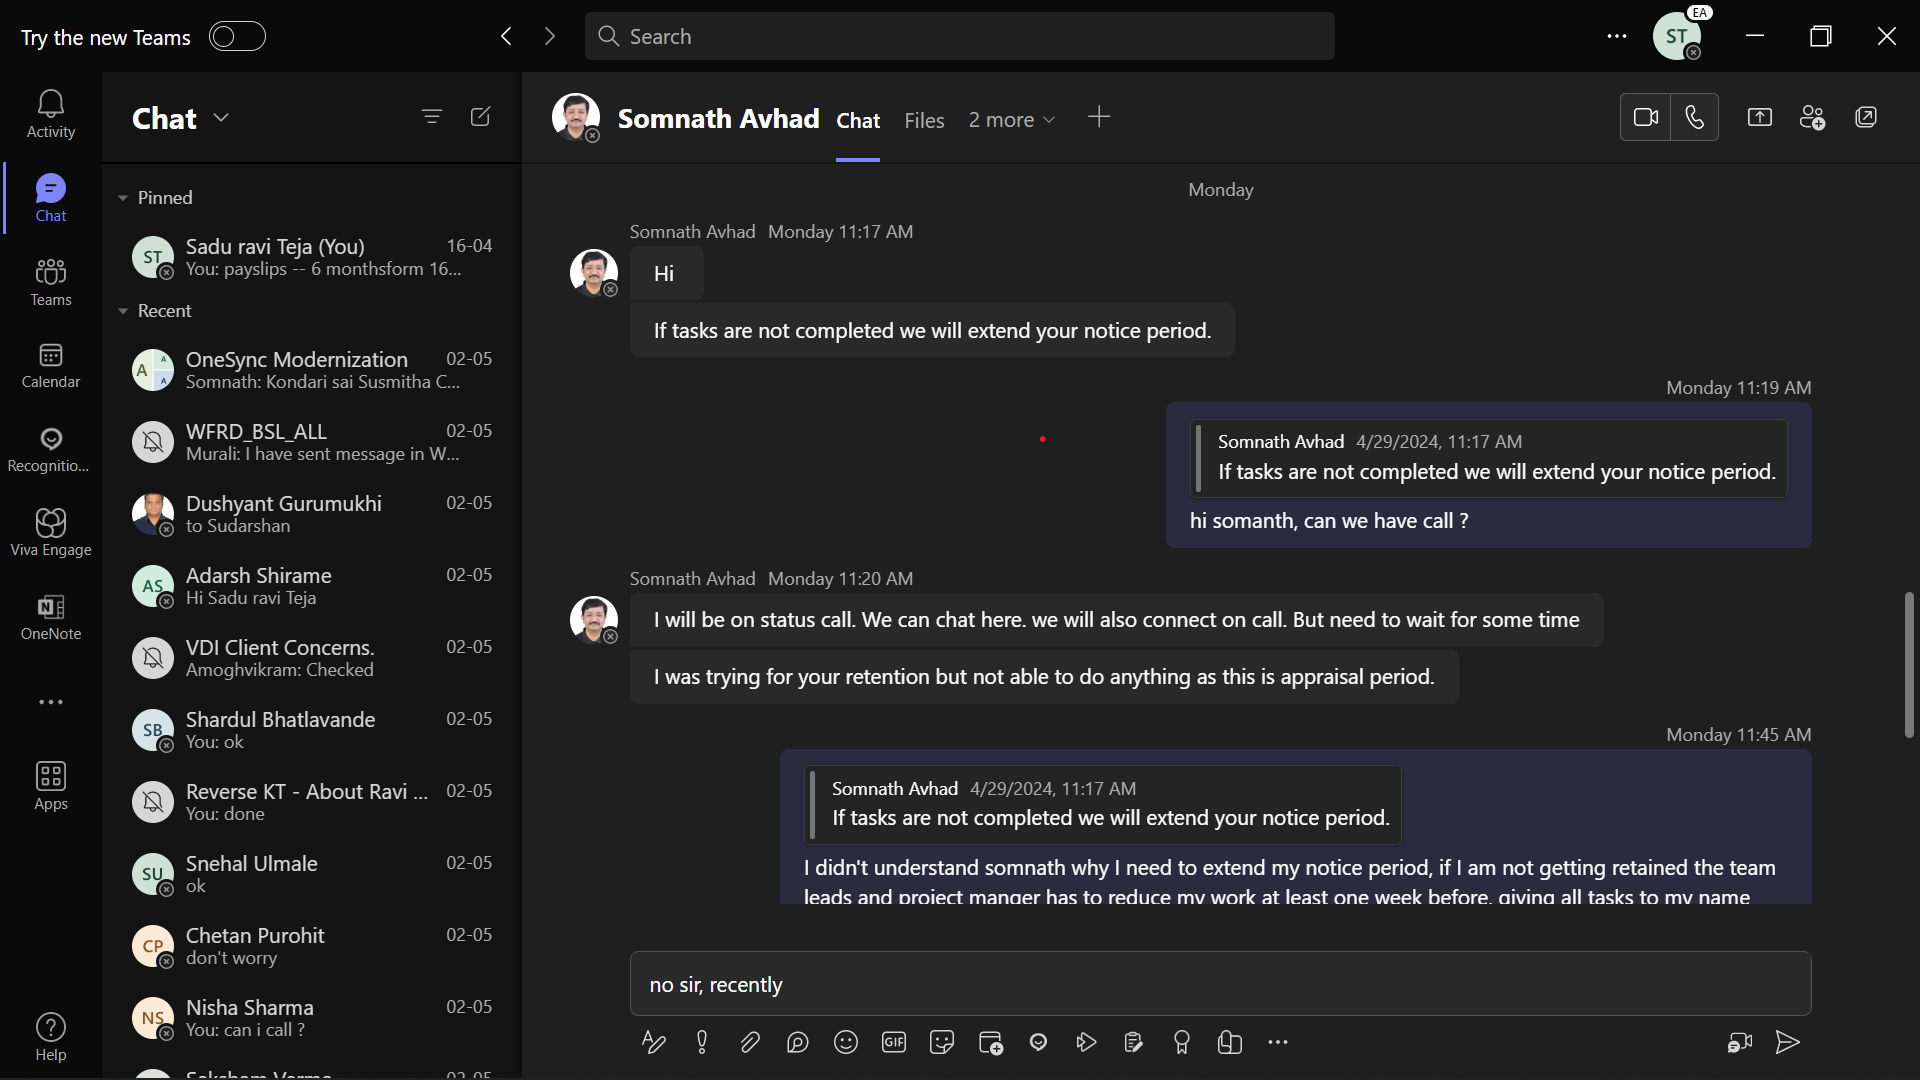 Try the new Teams
Search
EA
ST
Activity
Chat
Teams
Calendar
Recognitio...
Viva Engage
OneNote
Apps
Help
Chat
Pinned
ST
Sadu ravi Teja (You) 16-04
You: payslips -- 6 monthsform 16...
Recent
A A A
OneSync Modernization 02-05
Somnath: Kondari sai Susmitha C...
WFRD_BSL_ALL 02-05
Murali: I have sent message in W...
Dushyant Gurumukhi 02-05
to Sudarshan
AS
Adarsh Shirame 02-05
Hi Sadu ravi Teja
VDI Client Concerns. 02-05
Amoghvikram: Checked
SB
Shardul Bhatlavande 02-05
You: ok
Reverse KT - About Ravi ... 02-05
You: done
SU
Snehal Ulmale 02-05
ok
CP
Chetan Purohit 02-05
don't worry
NS
Nisha Sharma 02-05
You: can i call ?
Somnath Avhad Chat Files 2 more
Monday
Somnath Avhad Monday 11:17 AM
Hi
If tasks are not completed we will extend your notice period.
Monday 11:19 AM
Somnath Avhad 4/29/2024, 11:17 AM
If tasks are not completed we will extend your notice period.
hi somanth, can we have call ?
Somnath Avhad Monday 11:20 AM
I will be on status call. We can chat here. we will also connect on call. But need to wait for some time
I was trying for your retention but not able to do anything as this is appraisal period.
Monday 11:45 AM
Somnath Avhad 4/29/2024, 11:17 AM
If tasks are not completed we will extend your notice period.
I didn't understand somnath why I need to extend my notice period, if I am not getting retained the team
leads and project manger has to reduce my work at least one week before. giving all tasks to my name
no sir, recently
GIF